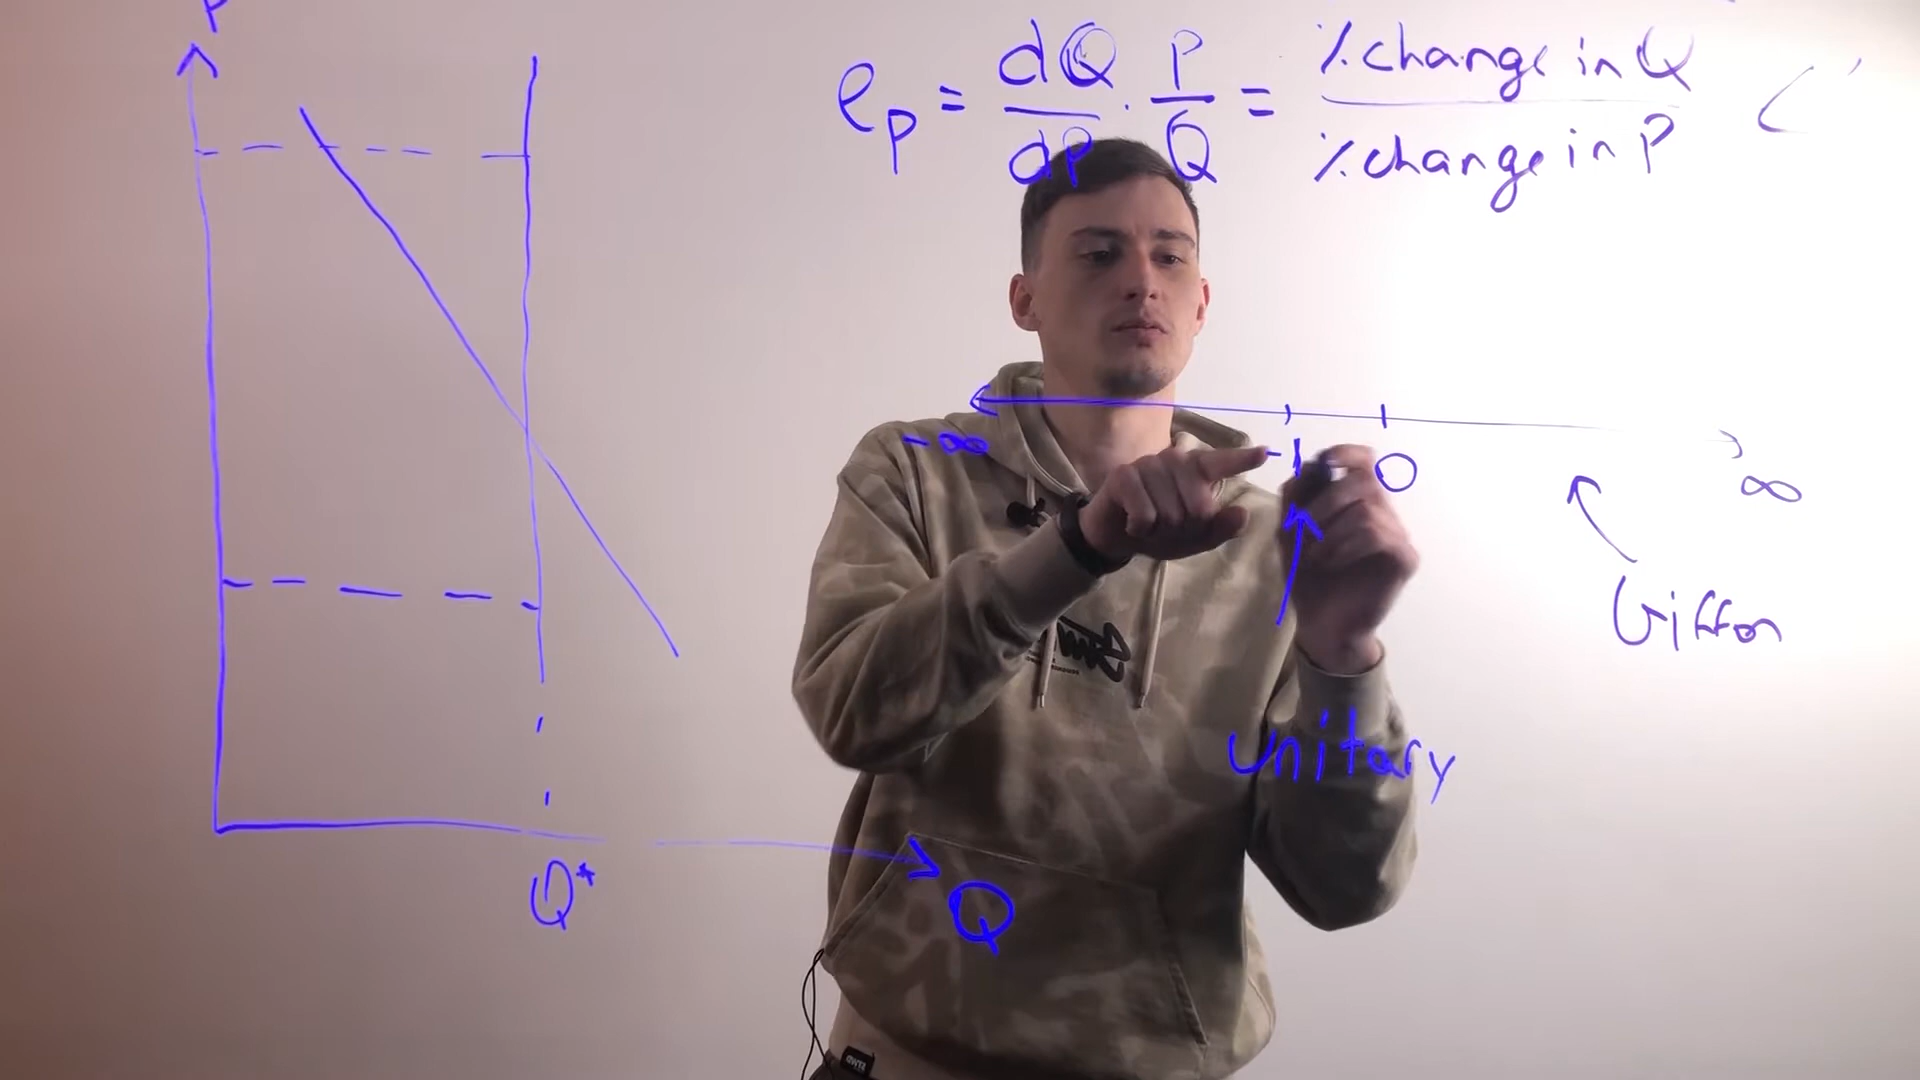 P
e_P = dQ/dP · P/Q = % change in Q / % change in P <
-∞ -1 0 ∞
Giffon
unitary
Q*
Q